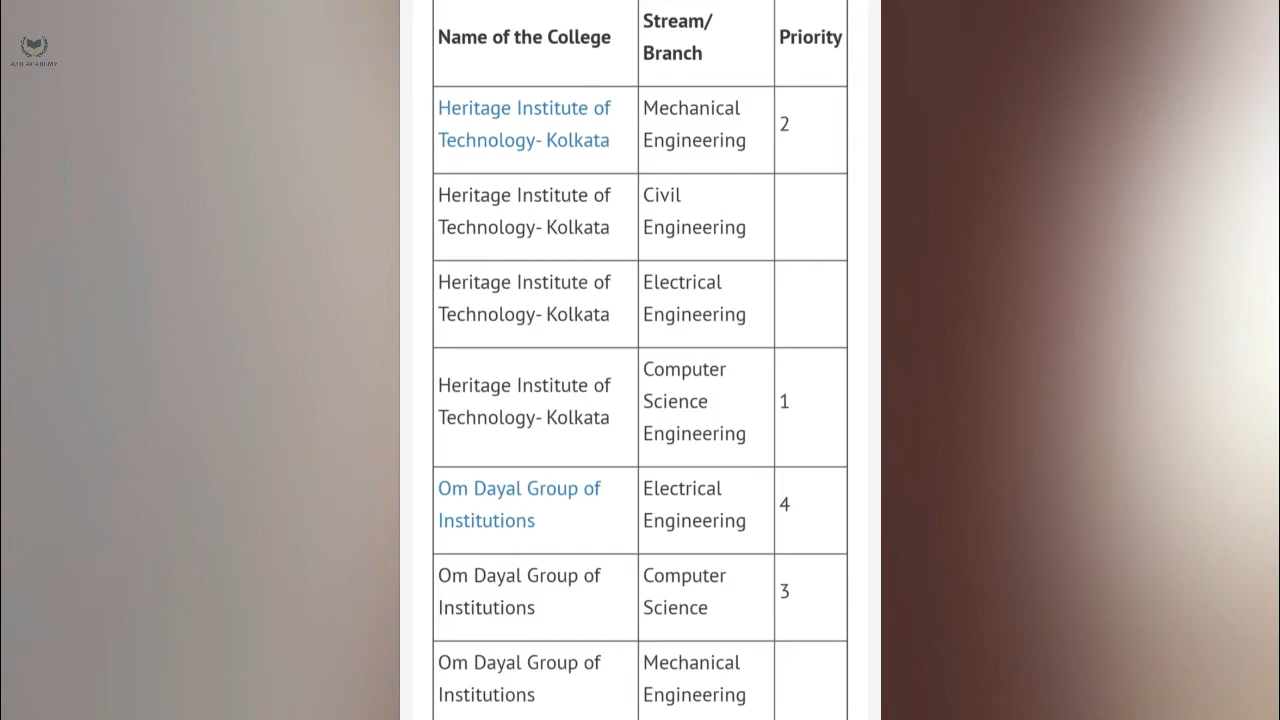 AJIT ACADEMY
Name of the College
Stream/
Branch
Priority
Heritage Institute of
Technology- Kolkata
Mechanical
Engineering
2
Heritage Institute of
Technology- Kolkata
Civil
Engineering
Heritage Institute of
Technology- Kolkata
Electrical
Engineering
Heritage Institute of
Technology- Kolkata
Computer
Science
Engineering
1
Om Dayal Group of
Institutions
Electrical
Engineering
4
Om Dayal Group of
Institutions
Computer
Science
3
Om Dayal Group of
Institutions
Mechanical
Engineering